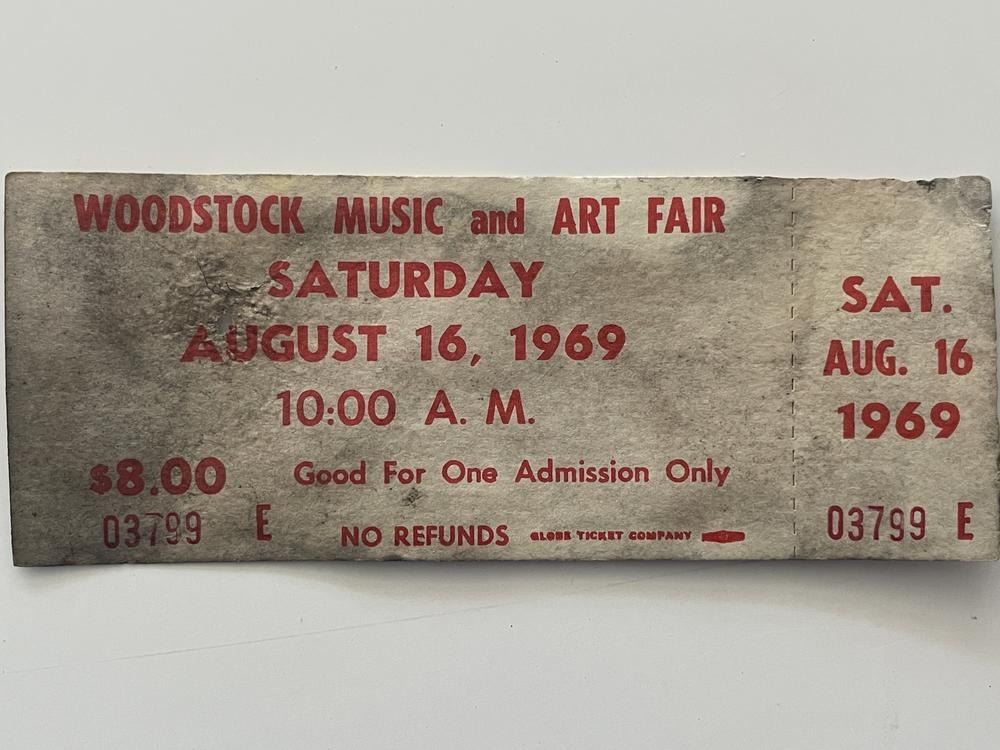 WOODSTOCK MUSIC and ART FAIR
SATURDAY
AUGUST 16, 1969
10:00 A. M.
$8.00 Good For One Admission Only
03799 E NO REFUNDS GLOBE TICKET COMPANY
SAT.
AUG. 16
1969
03799 E